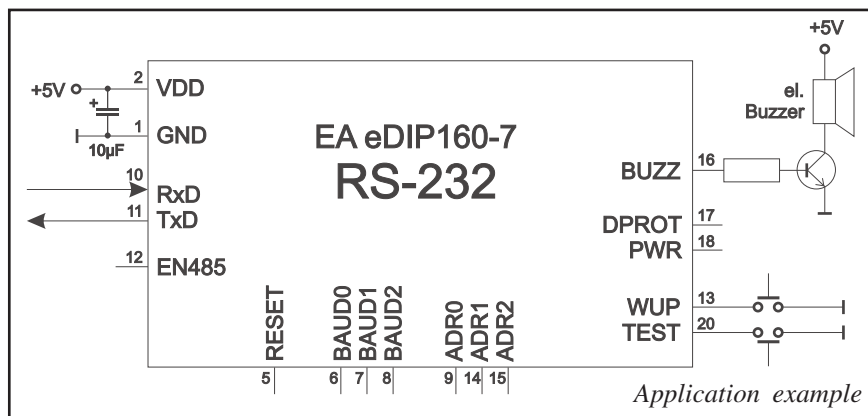 +5V
2
VDD
+
10µF
1
GND
10
RxD
11
TxD
12
EN485
EA eDIP160-7
RS-232
+5V
el.
Buzzer
BUZZ
16
DPROT
17
PWR
18
WUP
13
TEST
20
RESET
5
BAUD0
6
BAUD1
7
BAUD2
8
ADR0
9
ADR1
14
ADR2
15
Application example